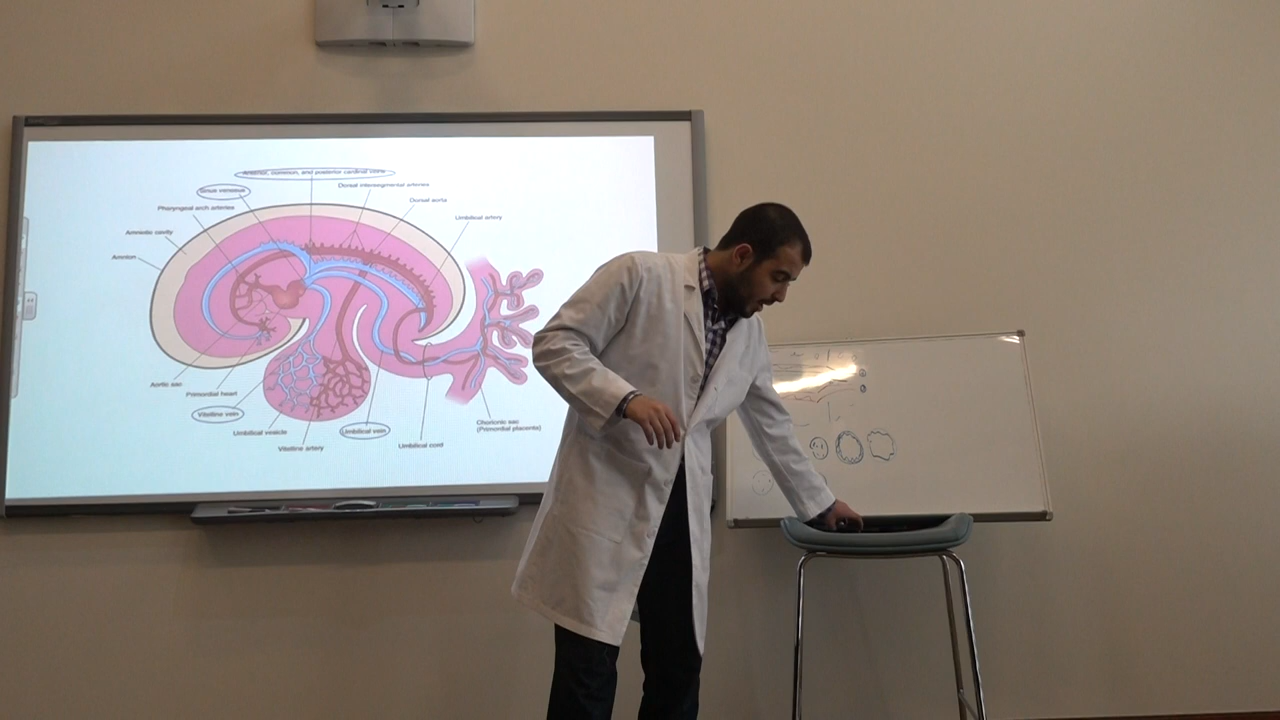 Anterior, common, and posterior cardinal veins
Sinus venosus
Dorsal intersegmental arteries
Pharyngeal arch arteries
Dorsal aorta
Umbilical artery
Amniotic cavity
Amnion
Aortic sac
Primordial heart
Vitelline vein
Umbilical vesicle
Vitelline artery
Umbilical vein
Umbilical cord
Chorionic sac
(Primordial placenta)